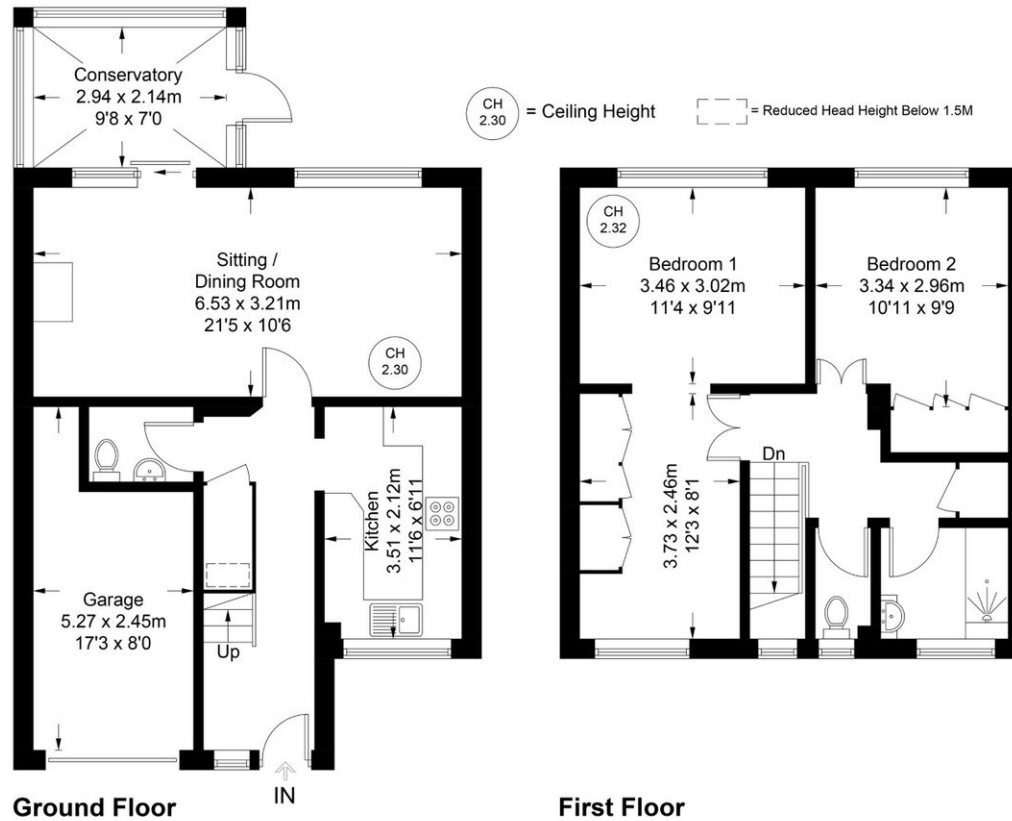 Conservatory
2.94 x 2.14m
9'8 x 7'0
CH
2.30
= Ceiling Height
= Reduced Head Height Below 1.5M
Sitting /
Dining Room
6.53 x 3.21m
21'5 x 10'6
CH
2.30
Kitchen
3.51 x 2.12m
11'6 x 6'11
Garage
5.27 x 2.45m
17'3 x 8'0
Up
IN
Ground Floor
CH
2.32
Bedroom 1
3.46 x 3.02m
11'4 x 9'11
Bedroom 2
3.34 x 2.96m
10'11 x 9'9
3.73 x 2.46m
12'3 x 8'1
Dn
First Floor